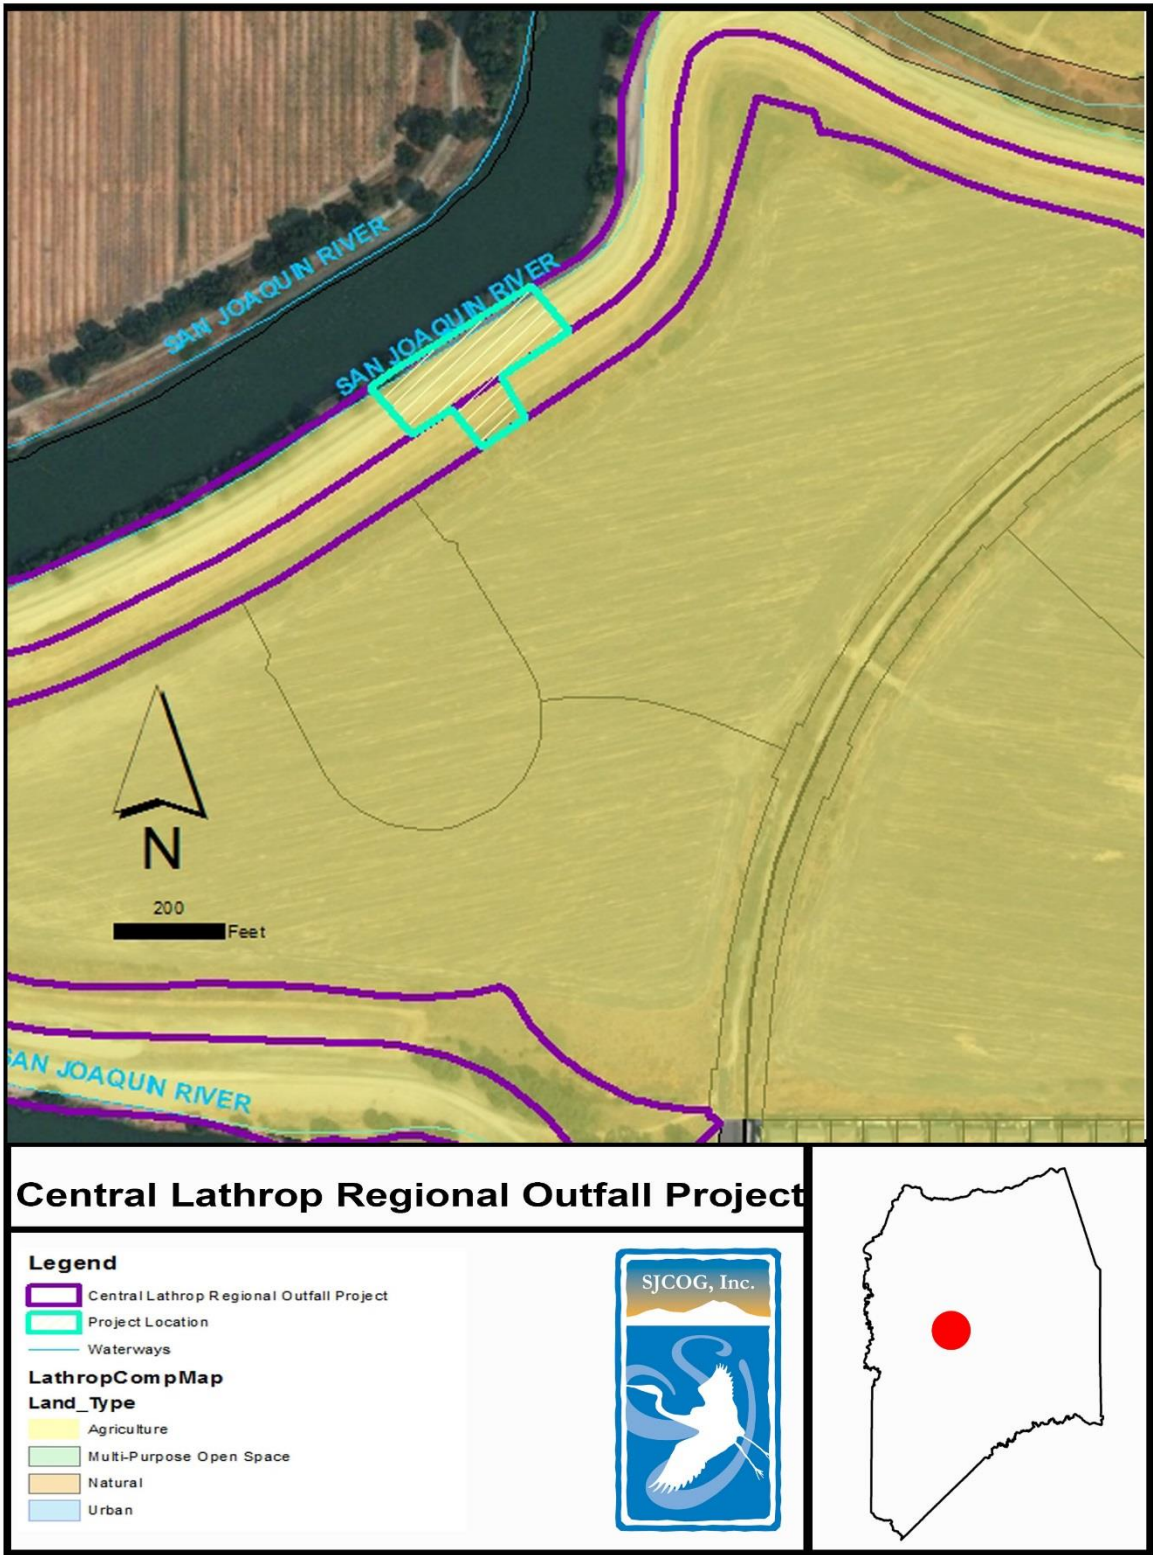 SAN JOAQUIN RIVER
SAN JOAQUIN RIVER
N
200
Feet
SAN JOAQUN RIVER
Central Lathrop Regional Outfall Project
Legend
Central Lathrop Regional Outfall Project
Project Location
Waterways
LathropCompMap
Land_Type
Agriculture
Multi-Purpose Open Space
Natural
Urban
SJCOG, Inc.